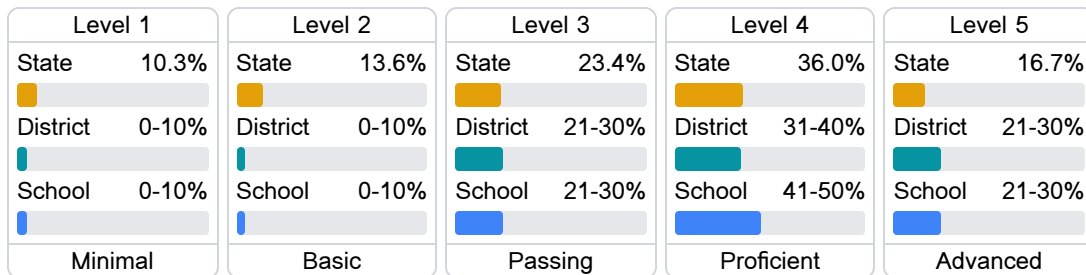 Level 1
State 10.3%
District 0-10%
School 0-10%
Minimal
Level 2
State 13.6%
District 0-10%
School 0-10%
Basic
Level 3
State 23.4%
District 21-30%
School 21-30%
Passing
Level 4
State 36.0%
District 31-40%
School 41-50%
Proficient
Level 5
State 16.7%
District 21-30%
School 21-30%
Advanced